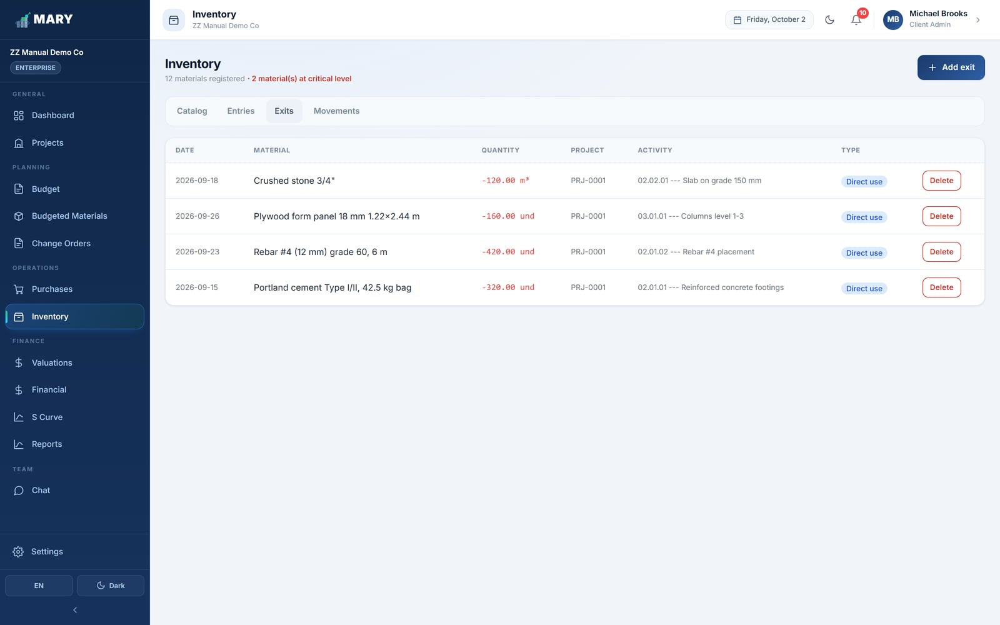 MARY
ZZ Manual Demo Co
ENTERPRISE
GENERAL
Dashboard
Projects
PLANNING
Budget
Budgeted Materials
Change Orders
OPERATIONS
Purchases
Inventory
FINANCE
Valuations
Financial
S Curve
Reports
TEAM
Chat
Settings
EN
Dark
Inventory
ZZ Manual Demo Co
Friday, October 2
10
MB
Michael Brooks
Client Admin
Inventory
12 materials registered · 2 material(s) at critical level
Add exit
Catalog Entries Exits Movements
DATE MATERIAL QUANTITY PROJECT ACTIVITY TYPE
2026-09-18 Crushed stone 3/4" -120.00 m³ PRJ-0001 02.02.01 --- Slab on grade 150 mm Direct use Delete
2026-09-26 Plywood form panel 18 mm 1.22×2.44 m -160.00 und PRJ-0001 03.01.01 --- Columns level 1-3 Direct use Delete
2026-09-23 Rebar #4 (12 mm) grade 60, 6 m -420.00 und PRJ-0001 02.01.02 --- Rebar #4 placement Direct use Delete
2026-09-15 Portland cement Type I/II, 42.5 kg bag -320.00 und PRJ-0001 02.01.01 --- Reinforced concrete footings Direct use Delete